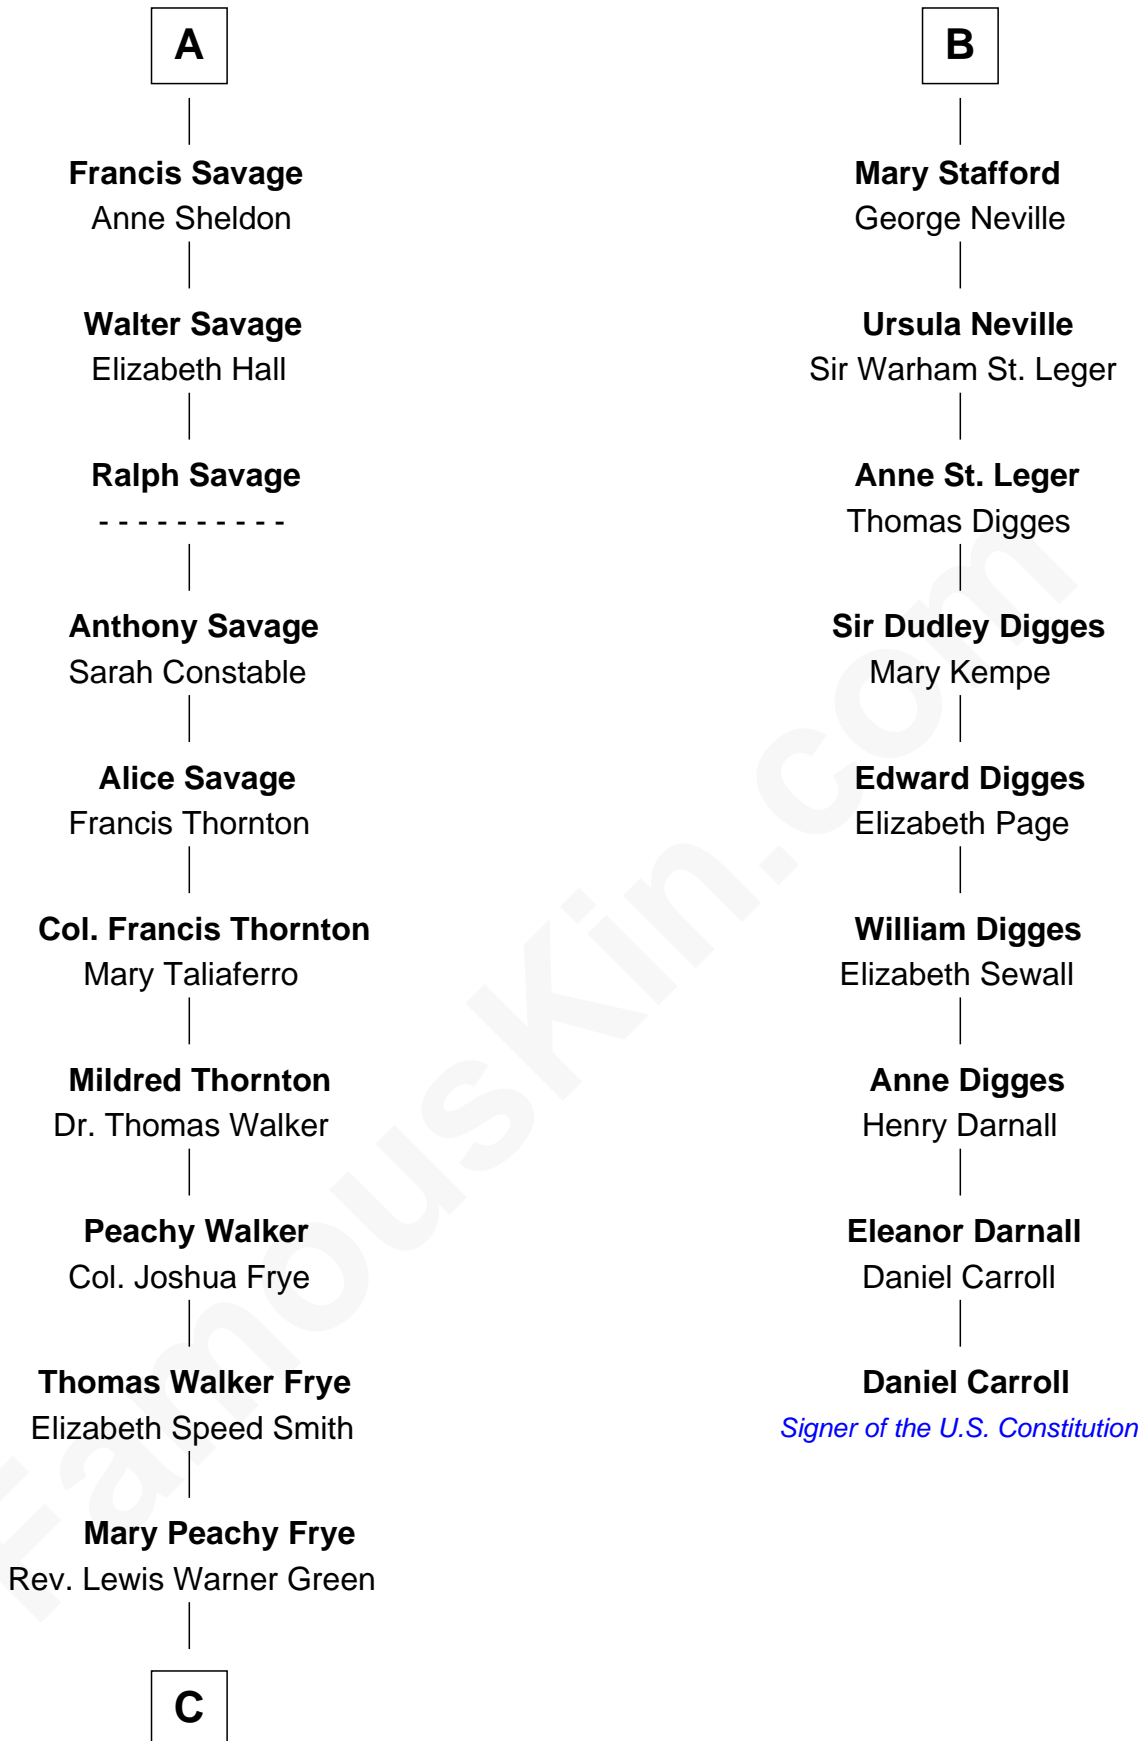 A
Francis Savage
Anne Sheldon
Walter Savage
Elizabeth Hall
Ralph Savage
- - - - - - - - - -
Anthony Savage
Sarah Constable
Alice Savage
Francis Thornton
Col. Francis Thornton
Mary Taliaferro
Mildred Thornton
Dr. Thomas Walker
Peachy Walker
Col. Joshua Frye
Thomas Walker Frye
Elizabeth Speed Smith
Mary Peachy Frye
Rev. Lewis Warner Green
C
B
Mary Stafford
George Neville
Ursula Neville
Sir Warham St. Leger
Anne St. Leger
Thomas Digges
Sir Dudley Digges
Mary Kempe
Edward Digges
Elizabeth Page
William Digges
Elizabeth Sewall
Anne Digges
Henry Darnall
Eleanor Darnall
Daniel Carroll
Daniel Carroll
Signer of the U.S. Constitution
FamousKin.com